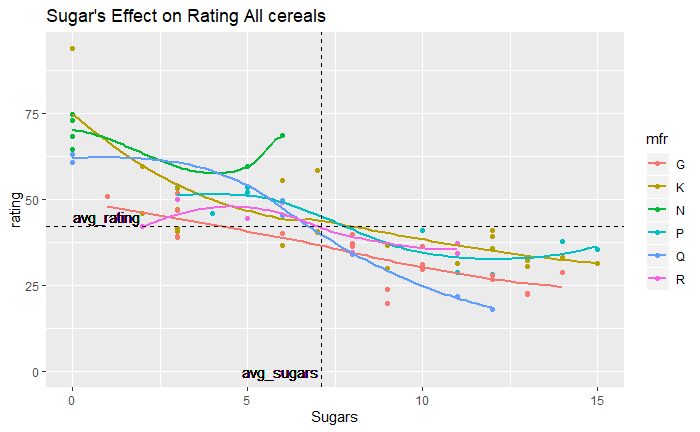 Sugar's Effect on Rating All cereals
rating
75
50
25
0
avg_rating
avg_sugars
0
5
10
15
Sugars
mfr
G
K
N
P
Q
R